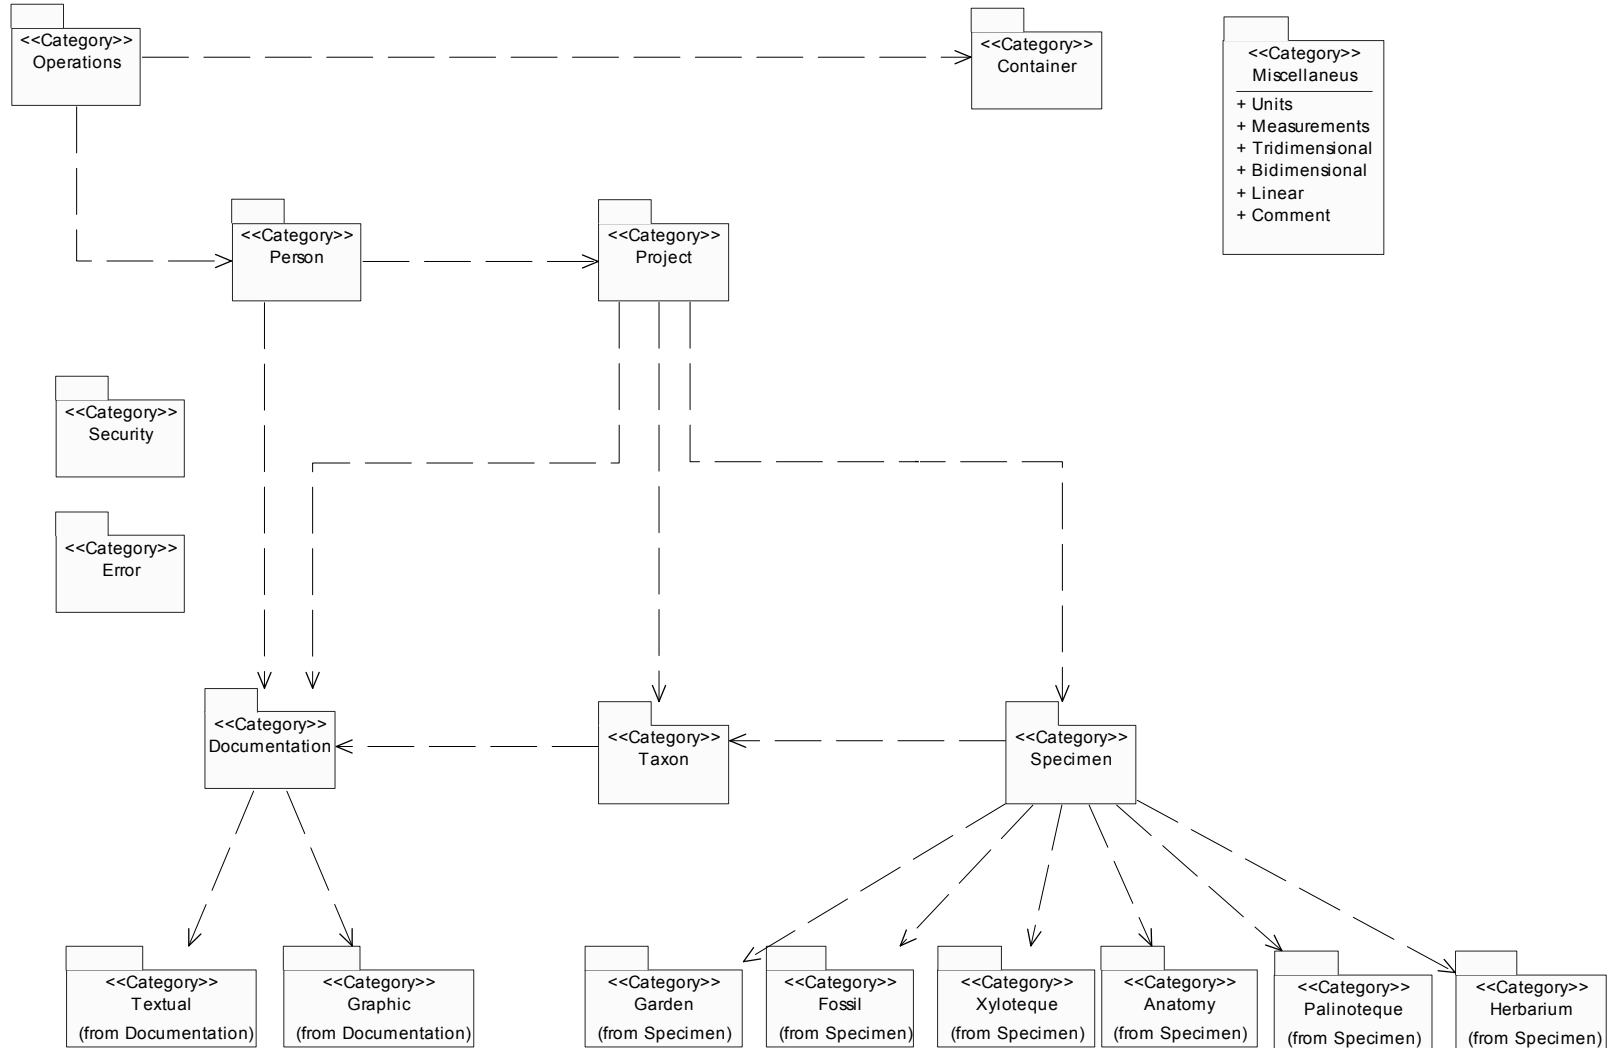 <<Category>>
Operations
<<Category>>
Container
<<Category>>
Miscellaneus
+ Units
+ Measurements
+ Tridimensional
+ Bidimensional
+ Linear
+ Comment
<<Category>>
Person
<<Category>>
Project
<<Category>>
Security
<<Category>>
Error
<<Category>>
Documentation
<<Category>>
Taxon
<<Category>>
Specimen
<<Category>>
Textual
(from Documentation)
<<Category>>
Graphic
(from Documentation)
<<Category>>
Garden
(from Specimen)
<<Category>>
Fossil
(from Specimen)
<<Category>>
Xyloteque
(from Specimen)
<<Category>>
Anatomy
(from Specimen)
<<Category>>
Palinoteque
(from Specimen)
<<Category>>
Herbarium
(from Specimen)